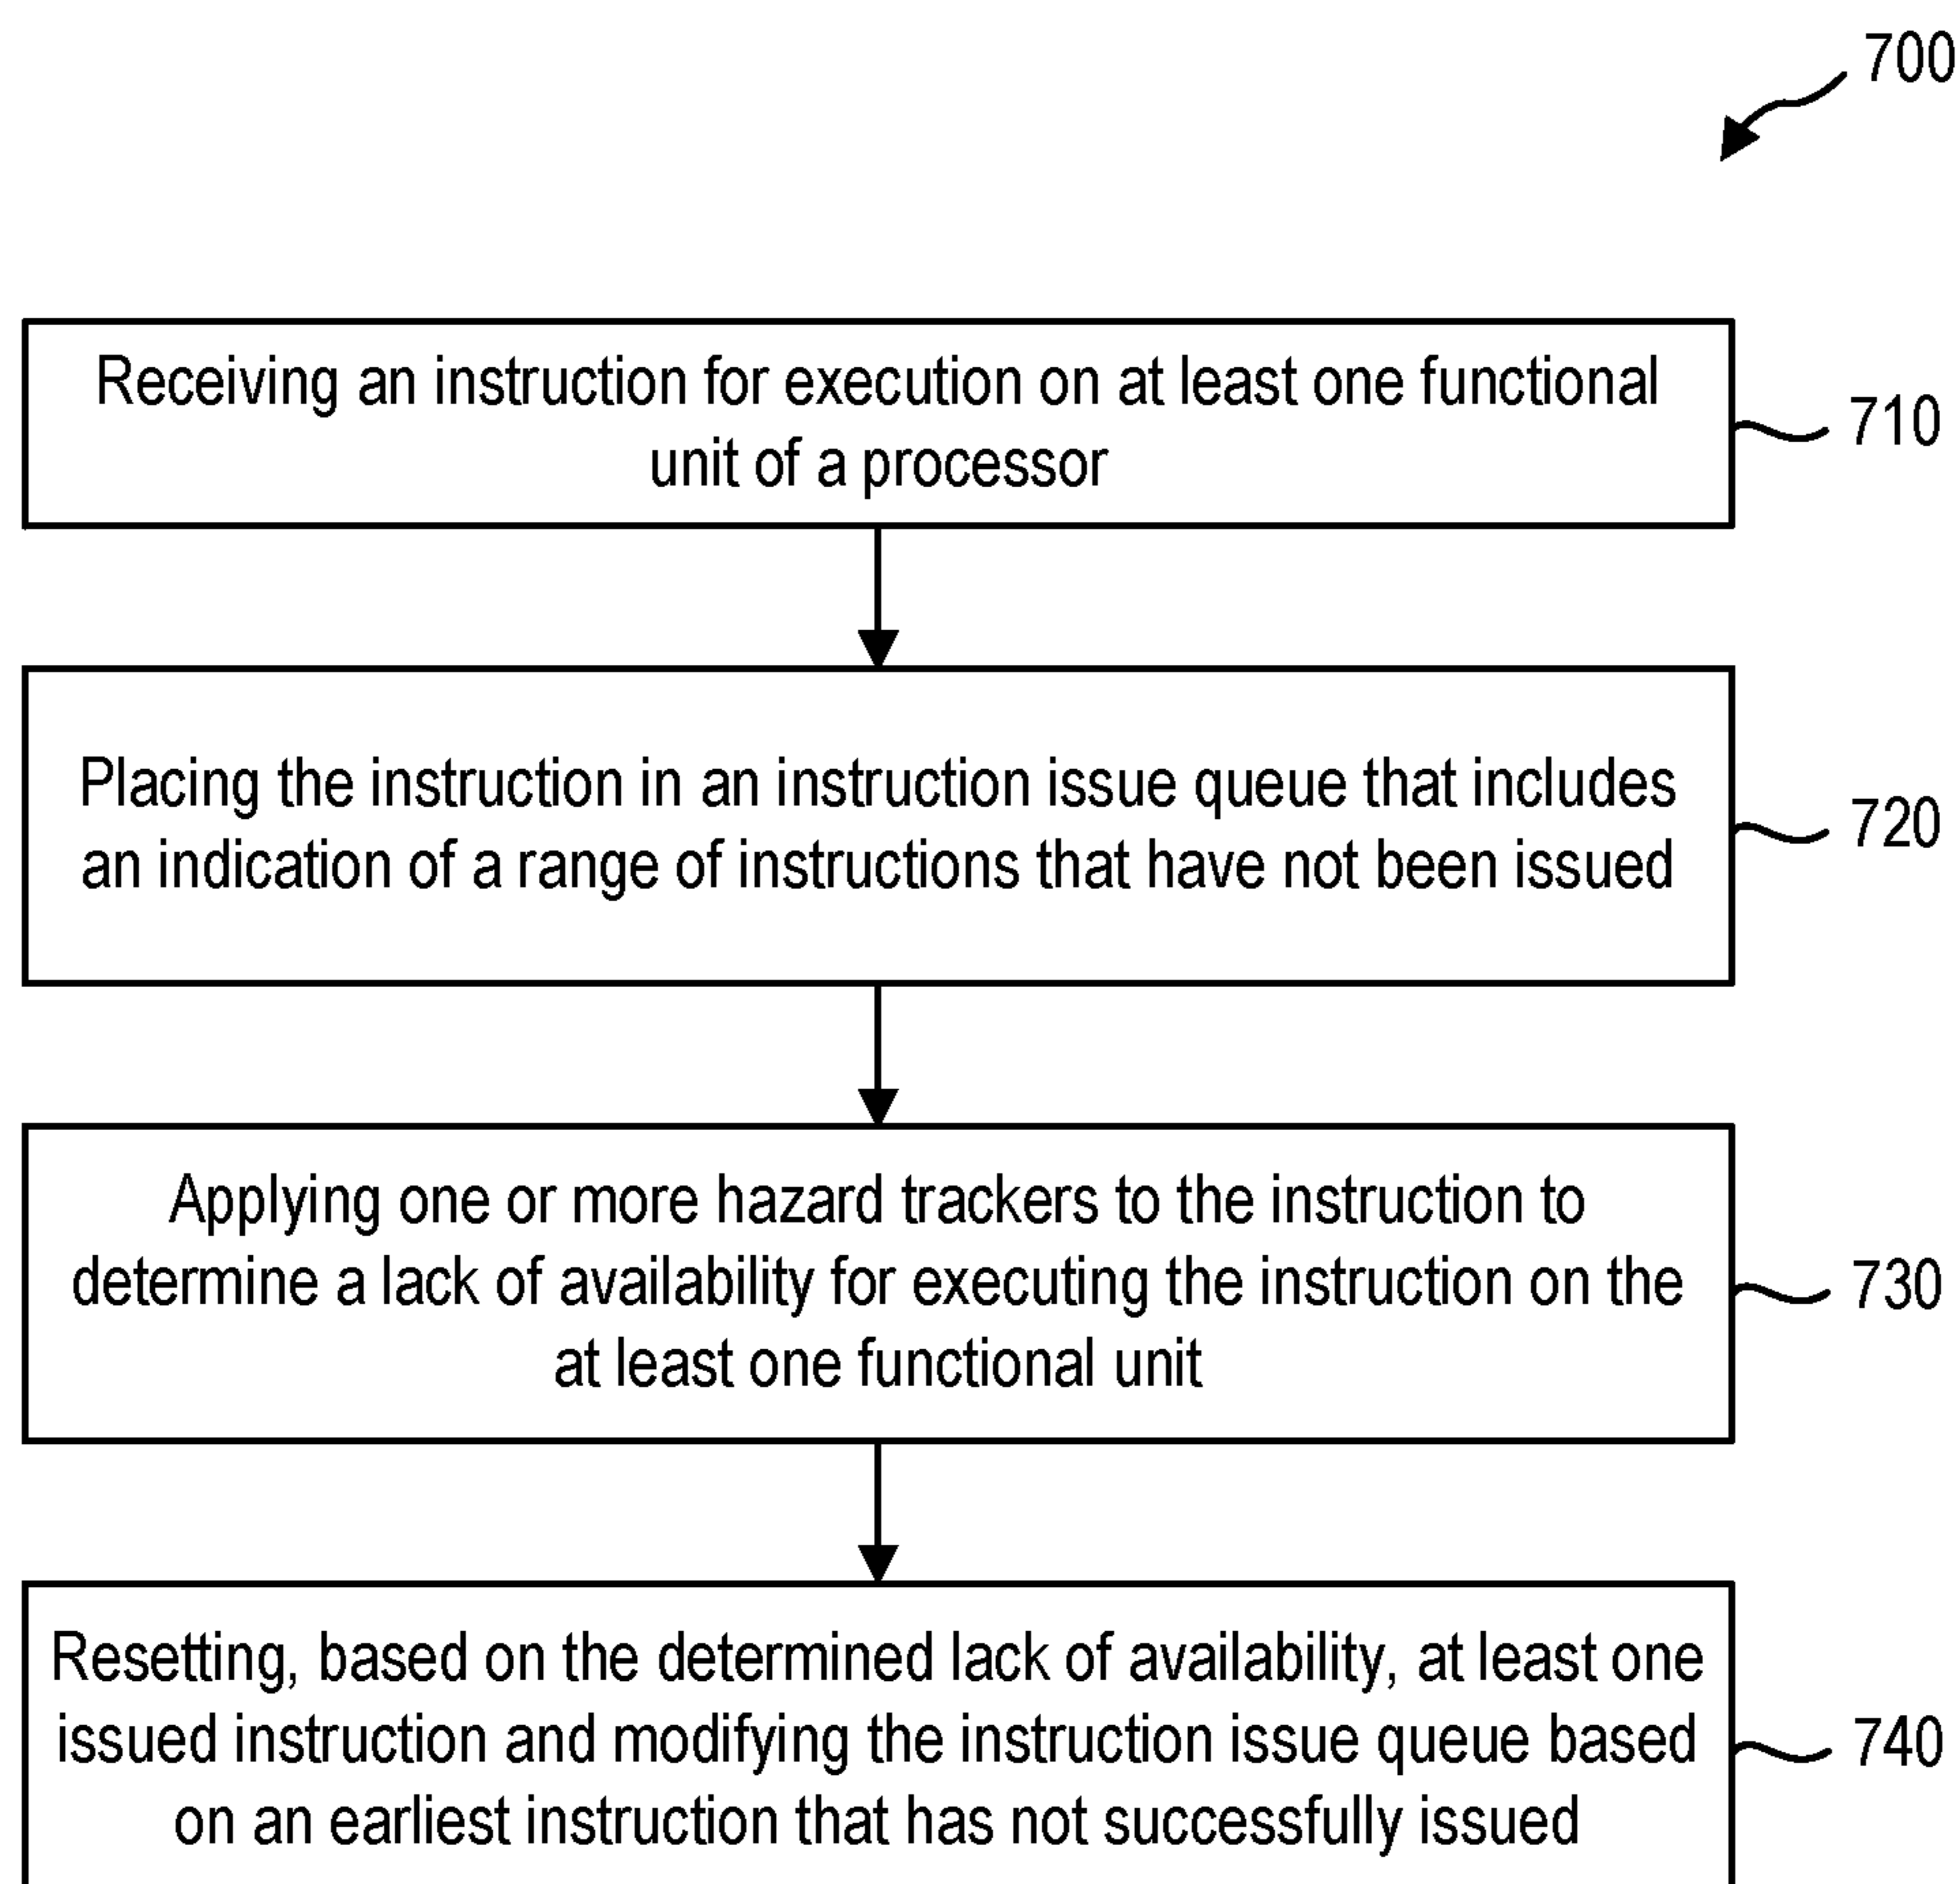 700
Receiving an instruction for execution on at least one functional
unit of a processor
710
Placing the instruction in an instruction issue queue that includes
an indication of a range of instructions that have not been issued
720
Applying one or more hazard trackers to the instruction to
determine a lack of availability for executing the instruction on the
at least one functional unit
730
Resetting, based on the determined lack of availability, at least one
issued instruction and modifying the instruction issue queue based
on an earliest instruction that has not successfully issued
740